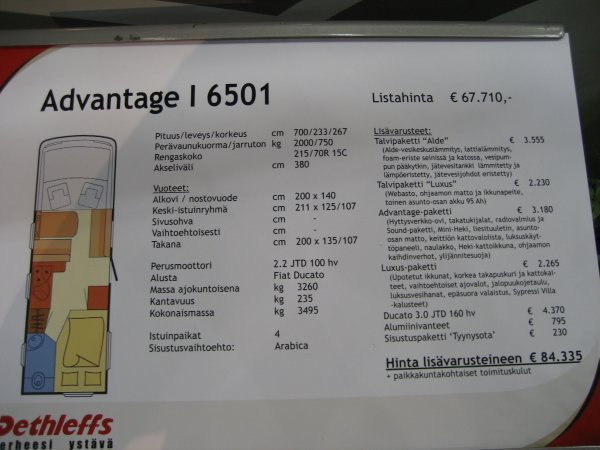 Advantage I 6501
Listahinta € 67.710,-
Pituus/leveys/korkeus cm 700/233/267
Perävaunukuorma/jarruton kg 2000/750
Rengaskoko 215/70R 15C
Akseliväli cm 380
Vuoteet:
Alkovi / nostovuode cm 200 x 140
Keski-istuinryhmä cm 211 x 125/107
Sivusohva cm -
Vaihtoehtoisesti cm -
Takana cm 200 x 135/107
Perusmoottori 2.2 JTD 100 hv
Alusta Fiat Ducato
Massa ajokuntoisena kg 3260
Kantavuus kg 235
Kokonaismassa kg 3495
Istuinpaikat 4
Sisustusvaihtoehto: Arabica
Lisävarusteet:
Talvipaketti "Alde" € 3.555
(Alde-vesikeskuslämmitys, lattialämmitys,
foam-eriste seinissä ja katossa, vesipum-
pun pääkytkin, jätevesitankki lämmitetty ja
lämpöeristetty, jätevesijohdot eristetty)
Talvipaketti "Luxus" € 2.230
(Webasto, ohjaamon matto ja ikkunapeite,
toinen asunto-osan akku 95 Ah)
Advantage-paketti € 3.180
(Hyttysverkko-ovi, takatukijalat, radiovalmius ja
Sound-paketti, Mini-Heki, liesituuletin, asunto-
osan matto, keittiön kattovalolista, luksuskäyt-
töpaneeli, naulakko, Heki-kattoikkuna, ohjaamon
kaihdinverhot, ylijännitesuoja)
Luxus-paketti € 2.265
(Upotetut ikkunat, korkea takapuskuri ja kattokai-
teet, vaihtoehtoiset ajovalot, jalopuukojetaulu,
luksusvesihanat, epäsuora valaistus, Sypressi Villa
-kalusteet)
Ducato 3.0 JTD 160 hv € 4.370
Alumiinivanteet € 795
Sisustuspaketti 'Tyynysota' € 230
Hinta lisävarusteineen € 84.335
+ paikkakuntakohtaiset toimituskulut
Dethleffs
erheesi ystävä